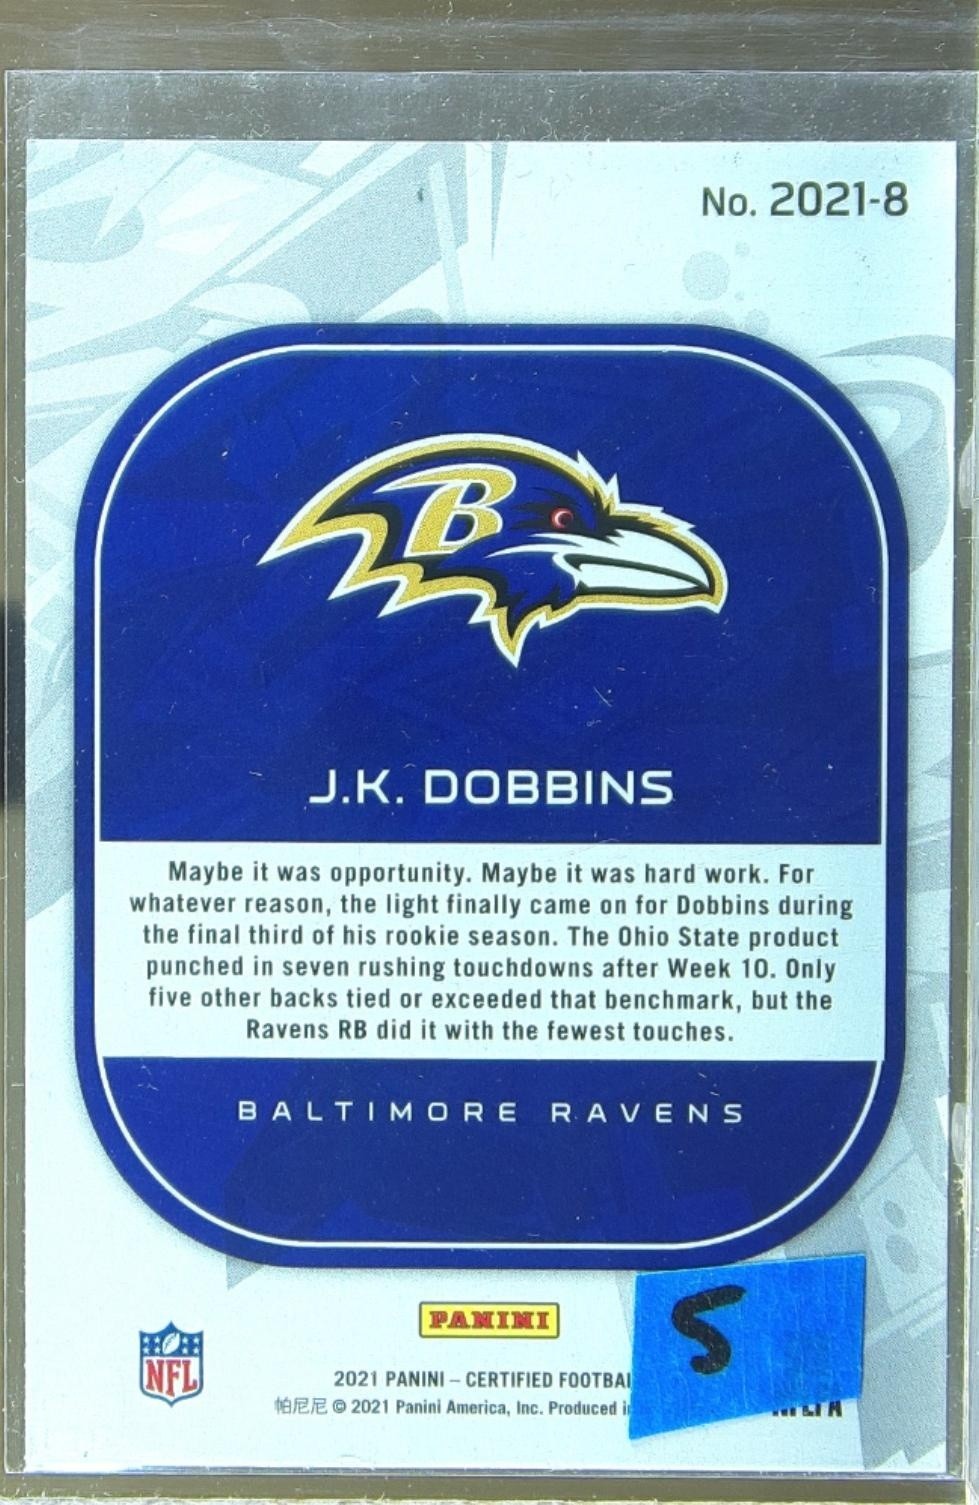 No. 2021-8
B
J.K. DOBBINS
Maybe it was opportunity. Maybe it was hard work. For
whatever reason, the light finally came on for Dobbins during
the final third of his rookie season. The Ohio State product
punched in seven rushing touchdowns after Week 10. Only
five other backs tied or exceeded that benchmark, but the
Ravens RB did it with the fewest touches.
BALTIMORE RAVENS
PANINI
5
NFL
2021 PANINI – CERTIFIED
帕尼尼 © 2021 Panini America, Inc. Produced